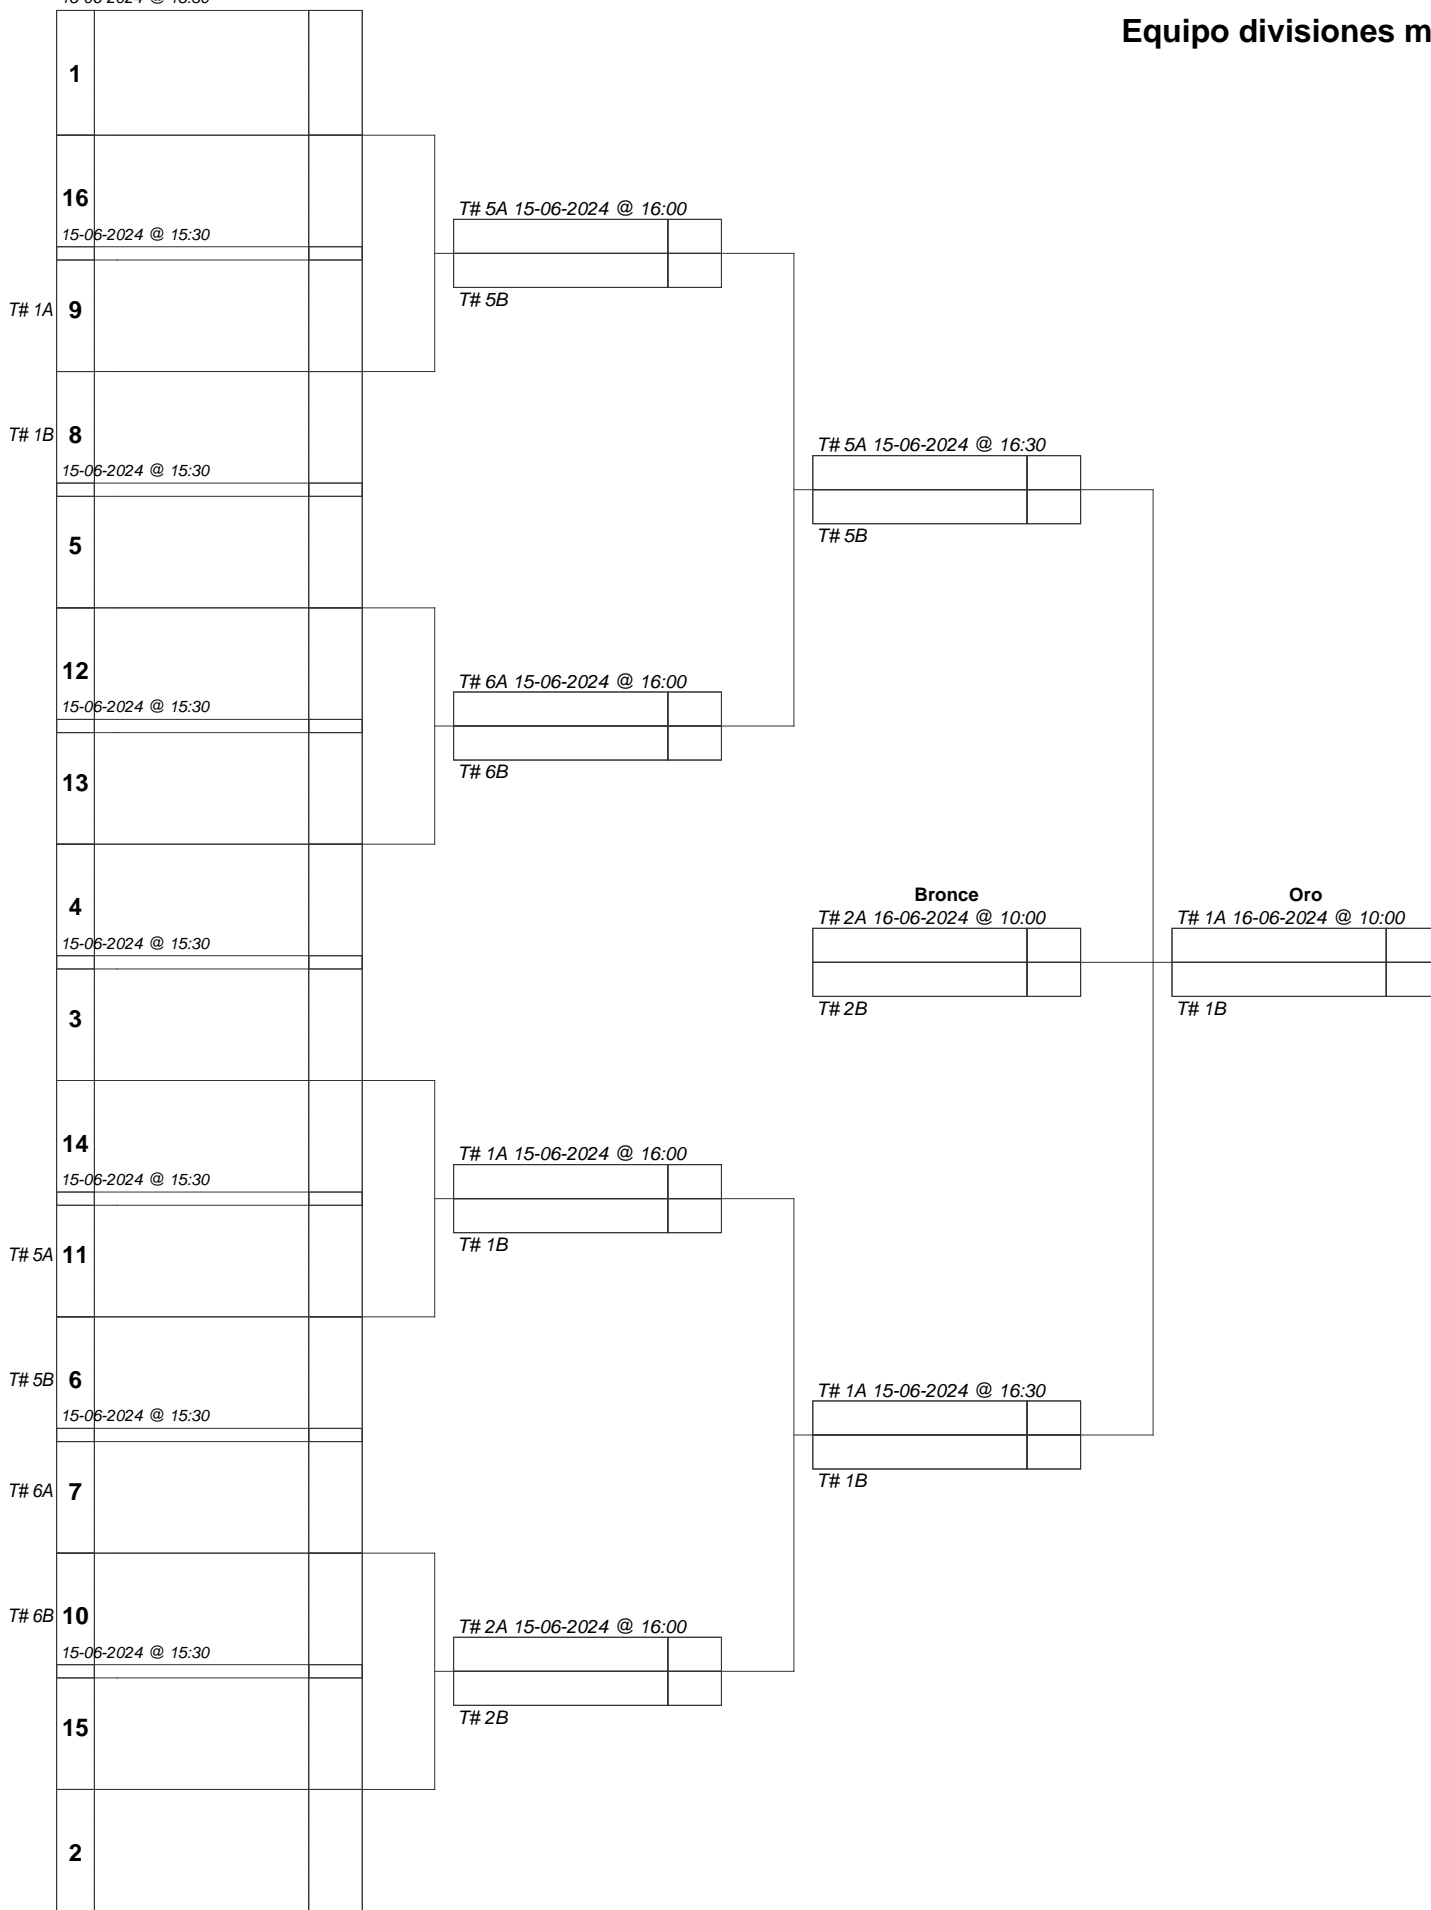 Equipo divisiones m
1
16
15-06-2024 @ 15:30
T# 1A 9
T# 1B 8
15-06-2024 @ 15:30
5
12
15-06-2024 @ 15:30
13
4
15-06-2024 @ 15:30
3
14
15-06-2024 @ 15:30
T# 5A 11
T# 5B 6
15-06-2024 @ 15:30
T# 6A 7
T# 6B 10
15-06-2024 @ 15:30
15
2
T# 5A 15-06-2024 @ 16:00
T# 5B
T# 6A 15-06-2024 @ 16:00
T# 6B
T# 1A 15-06-2024 @ 16:00
T# 1B
T# 2A 15-06-2024 @ 16:00
T# 2B
T# 5A 15-06-2024 @ 16:30
T# 5B
Bronce
T# 2A 16-06-2024 @ 10:00
T# 2B
T# 1A 15-06-2024 @ 16:30
T# 1B
Oro
T# 1A 16-06-2024 @ 10:00
T# 1B